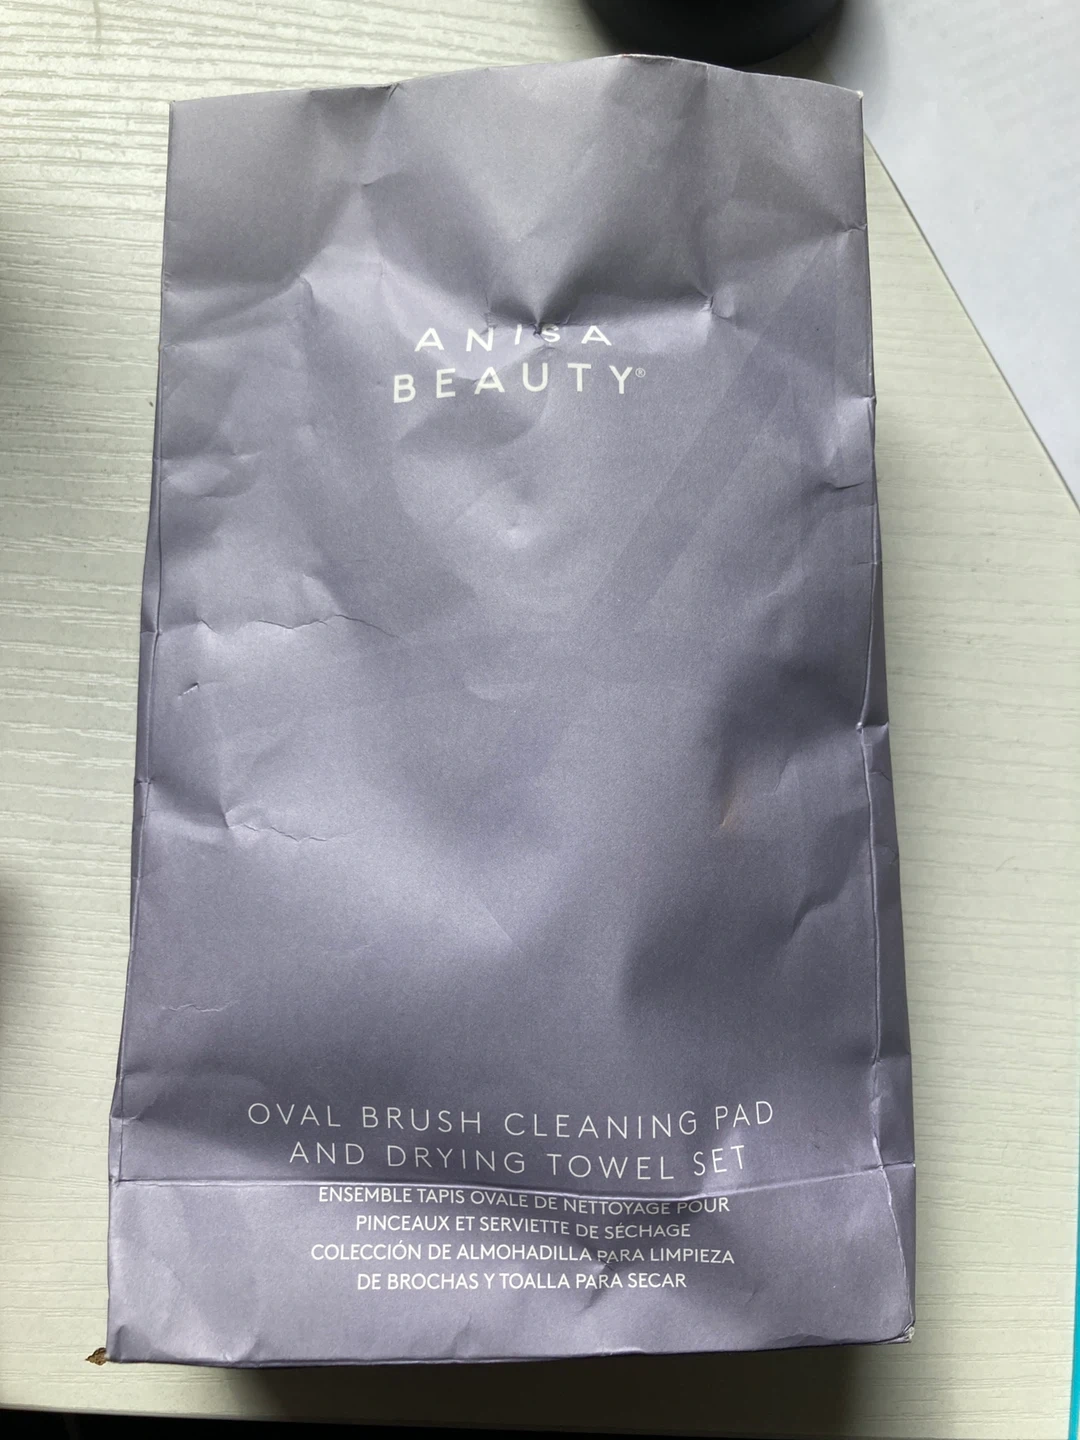 ANISA
BEAUTY®
OVAL BRUSH CLEANING PAD
AND DRYING TOWEL SET
ENSEMBLE TAPIS OVALE DE NETTOYAGE POUR
PINCEAUX ET SERVIETTE DE SÉCHAGE
COLECCIÓN DE ALMOHADILLA PARA LIMPIEZA
DE BROCHAS Y TOALLA PARA SECAR